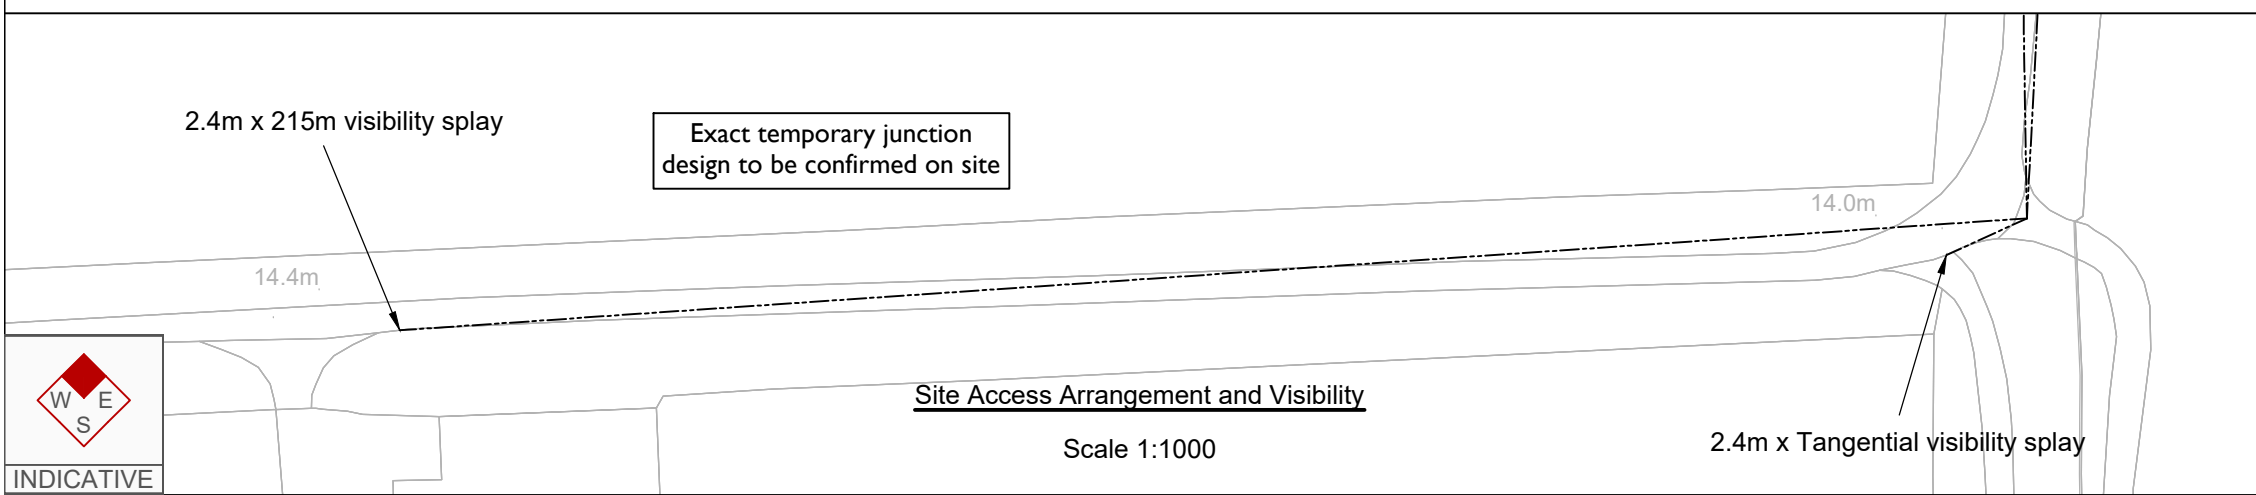 2.4m x 215m visibility splay
Exact temporary junction
design to be confirmed on site
14.0m
14.4m
W E
S
INDICATIVE
Site Access Arrangement and Visibility
Scale 1:1000
2.4m x Tangential visibility splay